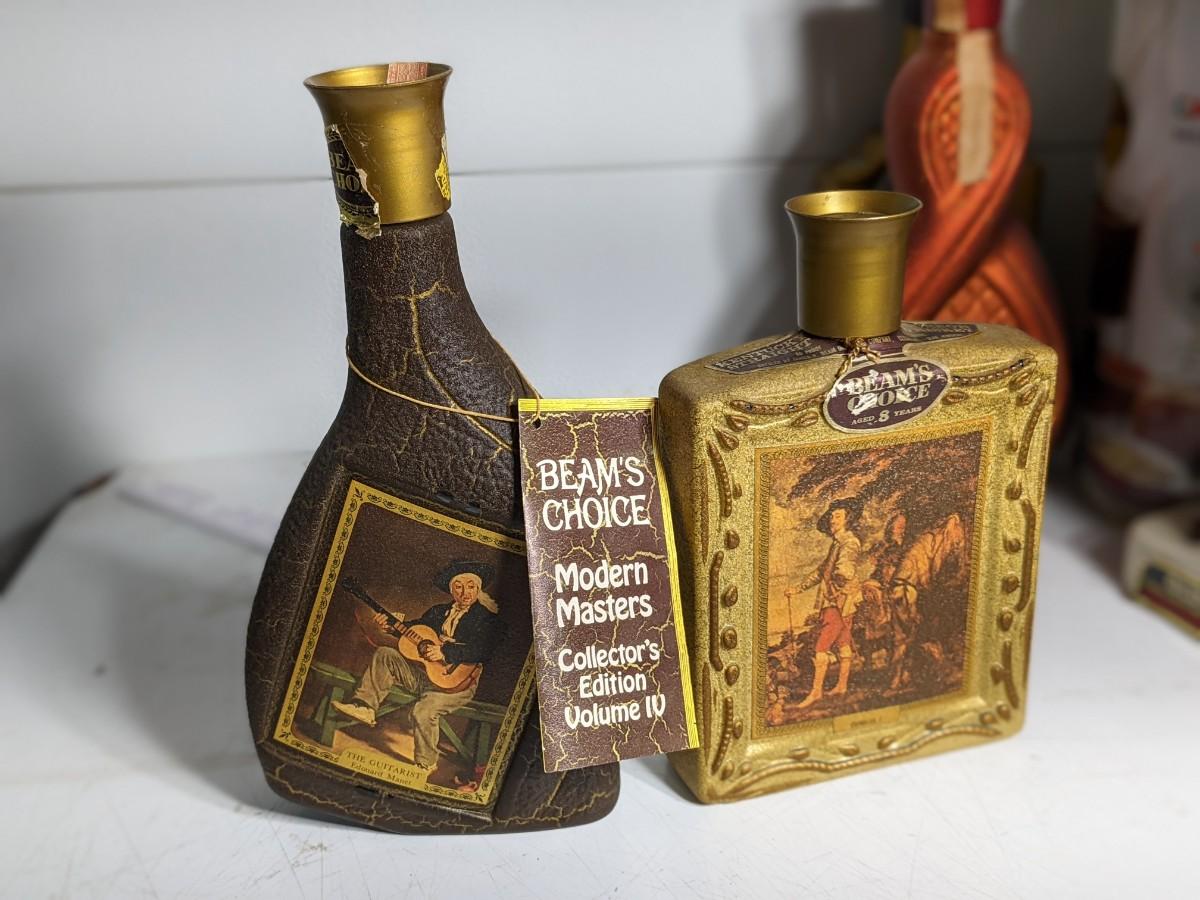 BEAM'S
CHOICE
Modern
Masters
Collector's
Edition
Volume IV
THE GUITARIST
Edouard Manet
BEAM'S
CHOICE
AGED 8 YEARS